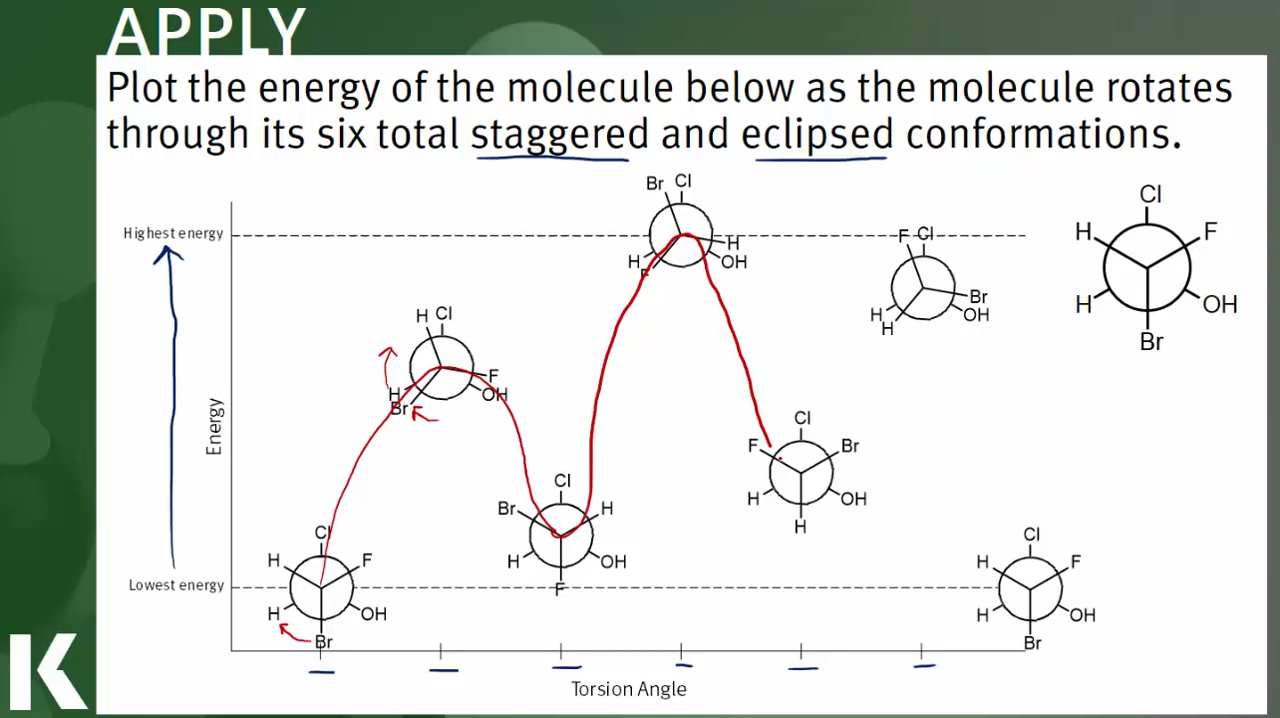 APPLY
Plot the energy of the molecule below as the molecule rotates
through its six total staggered and eclipsed conformations.
Highest energy
Lowest energy
Energy
Torsion Angle
Cl
H
F
H
OH
Br
Cl
H
F
H
OH
Br
H Cl
F
H
OH
Br
Cl
Br
H
H
OH
F
Br Cl
H
H
OH
F
Cl
F
Br
H
OH
H
F Cl
Br
H
OH
H
Cl
H
F
H
OH
Br
K